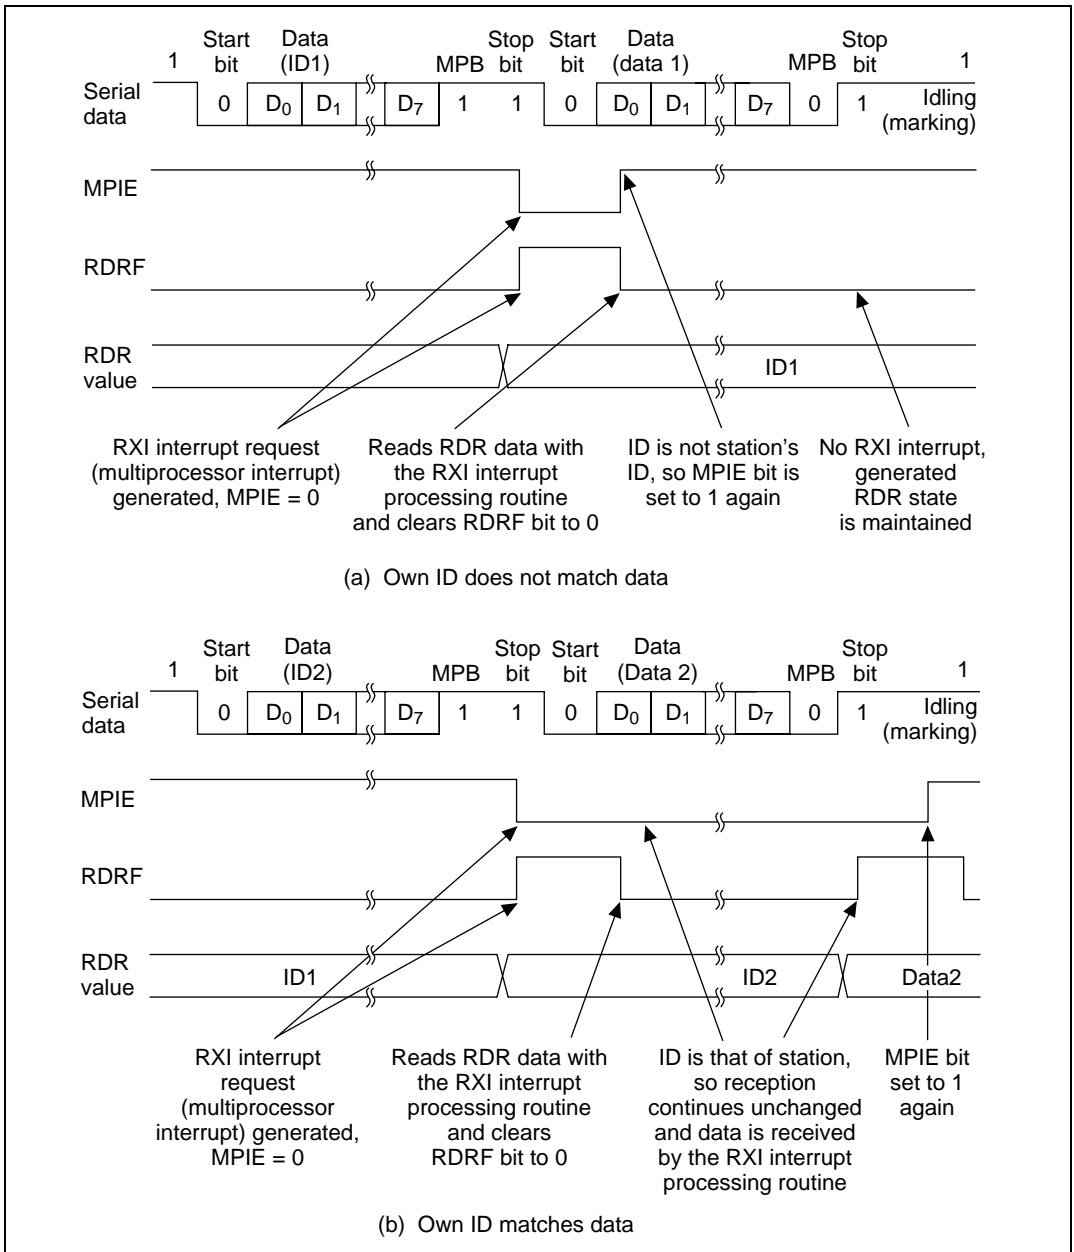 Start Data Stop Start Data Stop
1 bit (ID1) MPB bit bit (data 1) MPB bit 1
Serial data 0 D0 D1 D7 1 1 0 D0 D1 D7 0 1 Idling (marking)
MPIE
RDRF
RDR value ID1
RXI interrupt request
(multiprocessor interrupt)
generated, MPIE = 0
Reads RDR data with
the RXI interrupt
processing routine
and clears RDRF bit to 0
ID is not station's
ID, so MPIE bit is
set to 1 again
No RXI interrupt,
generated
RDR state
is maintained
(a) Own ID does not match data
Start Data Stop Start Data Stop
1 bit (ID2) MPB bit bit (Data 2) MPB bit 1
Serial data 0 D0 D1 D7 1 1 0 D0 D1 D7 0 1 Idling (marking)
MPIE
RDRF
RDR value ID1 ID2 Data2
RXI interrupt
request
(multiprocessor
interrupt) generated,
MPIE = 0
Reads RDR data with
the RXI interrupt
processing routine
and clears
RDRF bit to 0
ID is that of station,
so reception
continues unchanged
and data is received
by the RXI interrupt
processing routine
MPIE bit
set to 1
again
(b) Own ID matches data